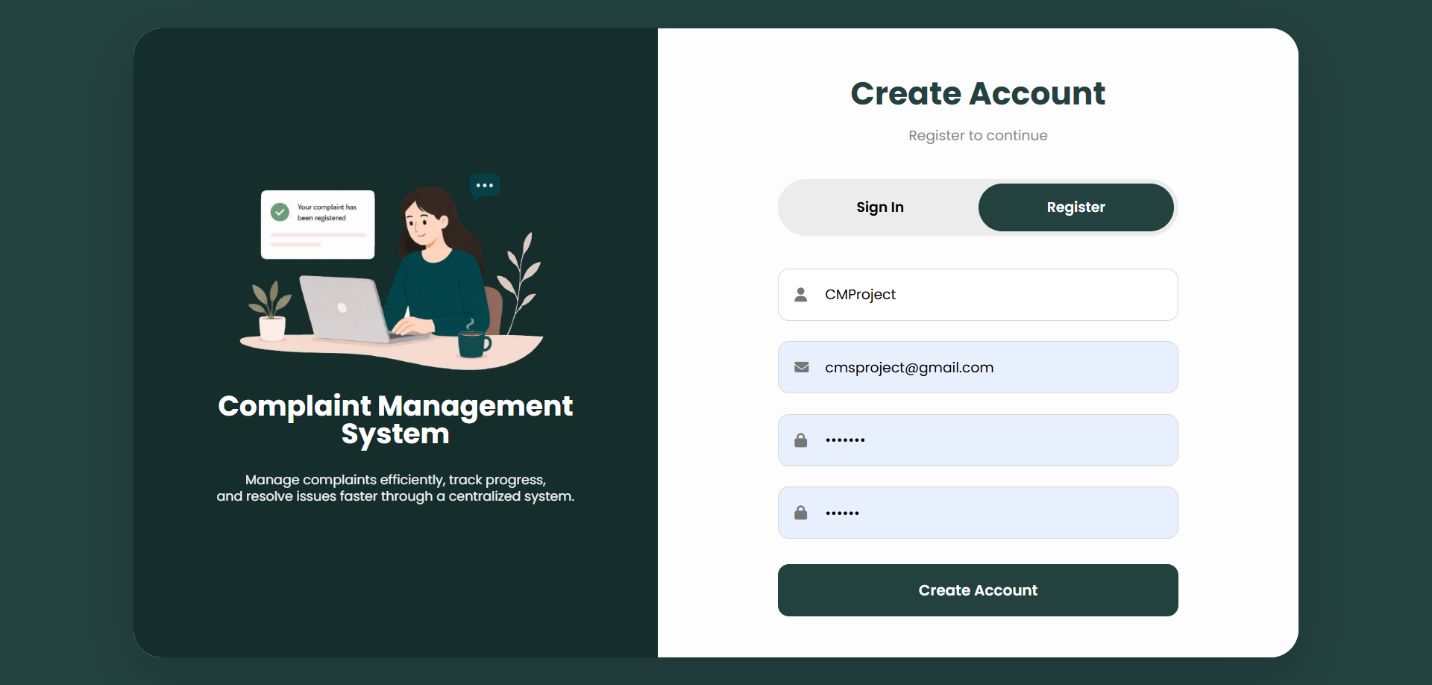 Your complaint has
been registered
Complaint Management
System
Manage complaints efficiently, track progress,
and resolve issues faster through a centralized system.
Create Account
Register to continue
Sign In
Register
CMProject
cmsproject@gmail.com
•••••••
••••••
Create Account